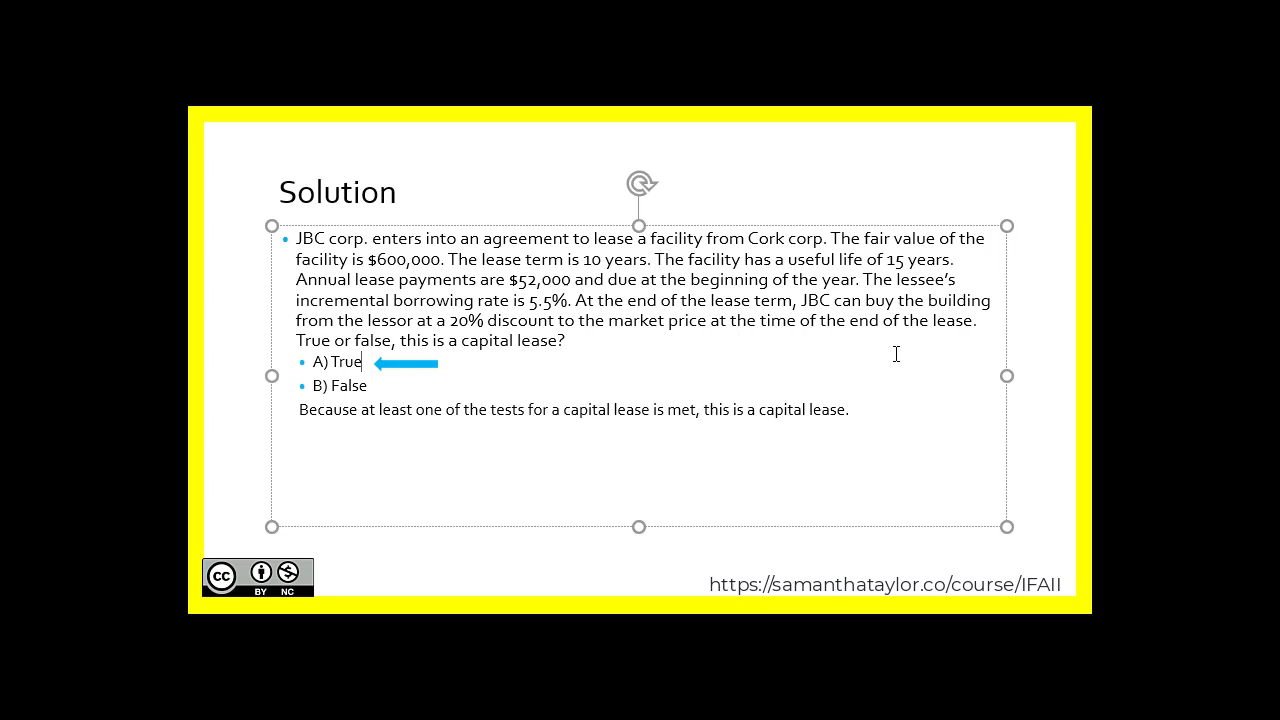 Solution
• JBC corp. enters into an agreement to lease a facility from Cork corp. The fair value of the
facility is $600,000. The lease term is 10 years. The facility has a useful life of 15 years.
Annual lease payments are $52,000 and due at the beginning of the year. The lessee’s
incremental borrowing rate is 5.5%. At the end of the lease term, JBC can buy the building
from the lessor at a 20% discount to the market price at the time of the end of the lease.
True or false, this is a capital lease?
• A) True
• B) False
Because at least one of the tests for a capital lease is met, this is a capital lease.
cc BY NC
https://samanthataylor.co/course/IFAII